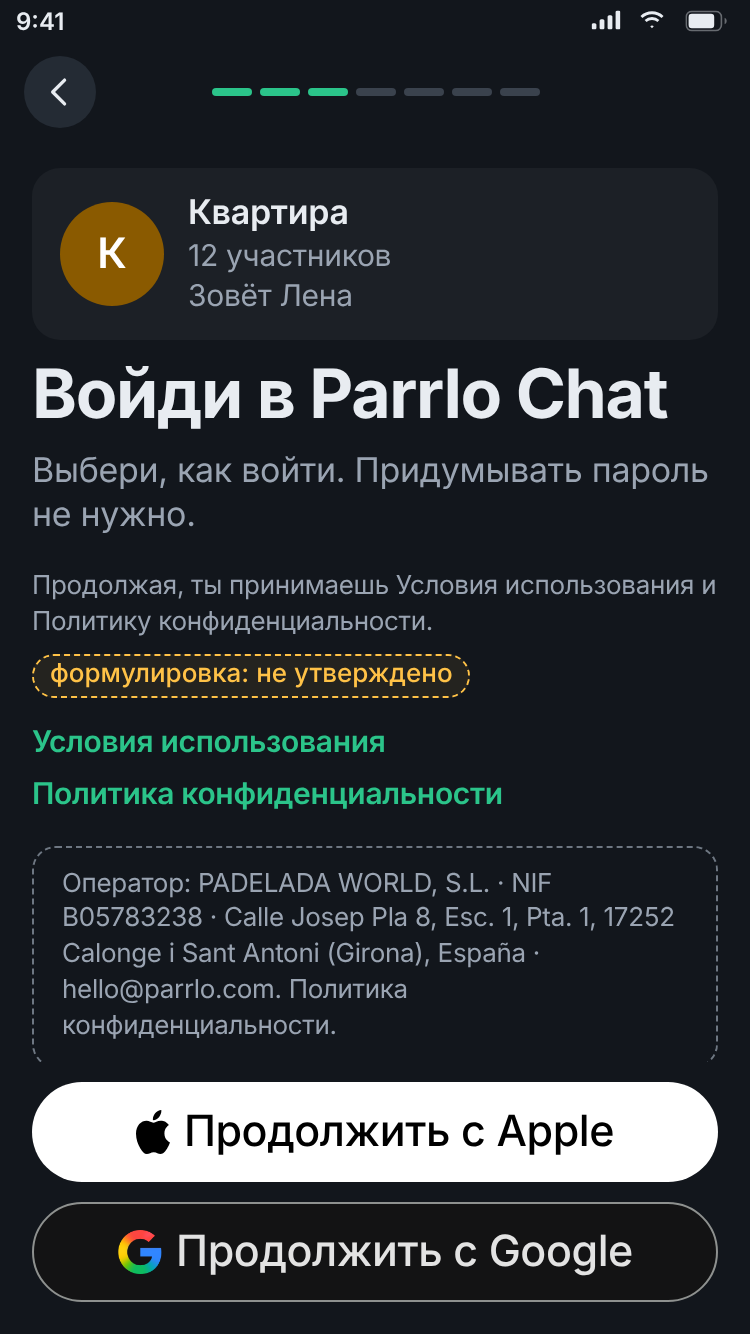 9:41
К
Квартира
12 участников
Зовёт Лена
Войди в Parrlo Chat
Выбери, как войти. Придумывать пароль
не нужно.
Продолжая, ты принимаешь Условия использования и
Политику конфиденциальности.
формулировка: не утверждено
Условия использования
Политика конфиденциальности
Оператор: PADELADA WORLD, S.L. · NIF
B05783238 · Calle Josep Pla 8, Esc. 1, Pta. 1, 17252
Calonge i Sant Antoni (Girona), España ·
hello@parrlo.com. Политика
конфиденциальности.
Продолжить с Apple
Продолжить с Google